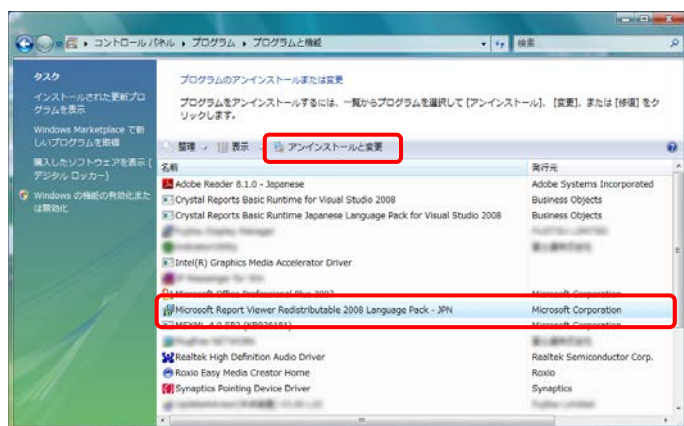 コントロール パネル ▸ プログラム ▸ プログラムと機能
検索
タスク
インストールされた更新プロ
グラムを表示
Windows Marketplace で新
しいプログラムを取得
購入したソフトウェアを表示 (
デジタル ロッカー)
Windows の機能の有効化また
は無効化
プログラムのアンインストールまたは変更
プログラムをアンインストールするには、一覧からプログラムを選択して [アンインストール]、[変更]、または [修復] をク
リックします。
整理 表示 アンインストールと変更
名前 発行元
Adobe Reader 8.1.0 - Japanese Adobe Systems Incorporated
Crystal Reports Basic Runtime for Visual Studio 2008 Business Objects
Crystal Reports Basic Runtime Japanese Language Pack for Visual Studio 2008 Business Objects
Intel(R) Graphics Media Accelerator Driver
Microsoft Office Professional Plus 2007 Microsoft Corporation
Microsoft Report Viewer Redistributable 2008 Language Pack - JPN Microsoft Corporation
MSXML 4.0 SP2 (KB936181) Microsoft Corporation
Realtek High Definition Audio Driver Realtek Semiconductor Corp.
Roxio Easy Media Creator Home Roxio
Synaptics Pointing Device Driver Synaptics